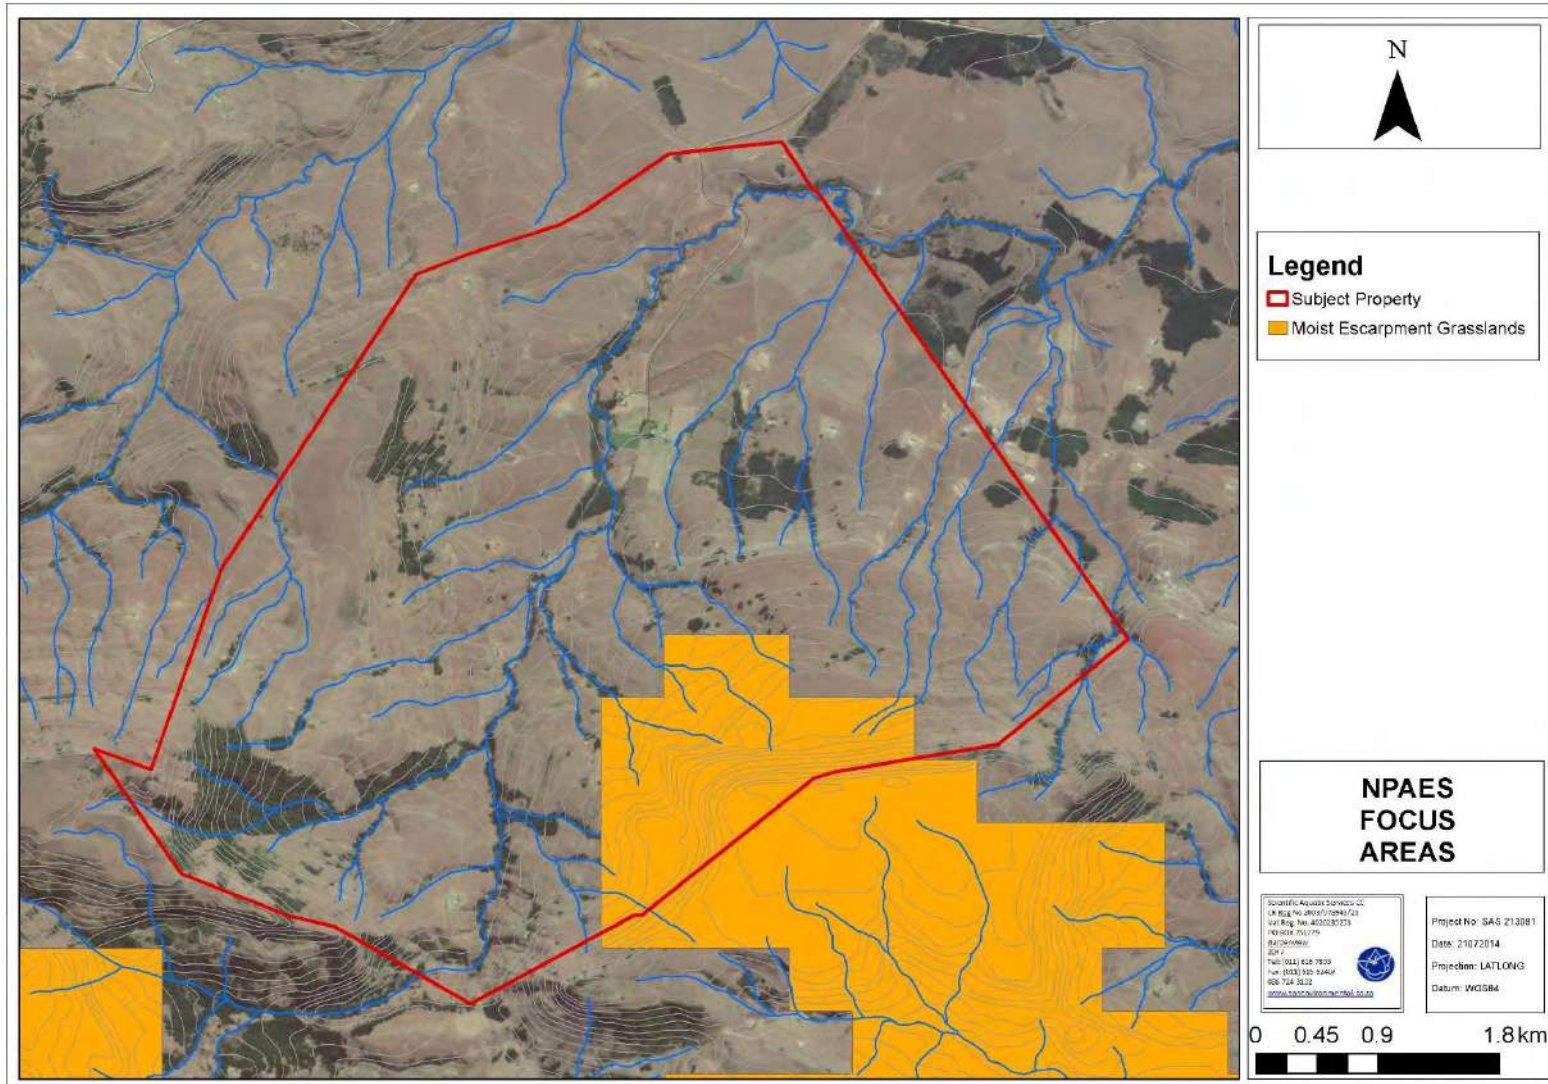 N
Legend
Subject Property
Moist Escarpment Grasslands
NPAES
FOCUS
AREAS
Scientific Aquatic Services CC
Project No: SAS 213081
Date: 21072014
Projection: LATLONG
Datum: WGS84
0 0.45 0.9 1.8 km